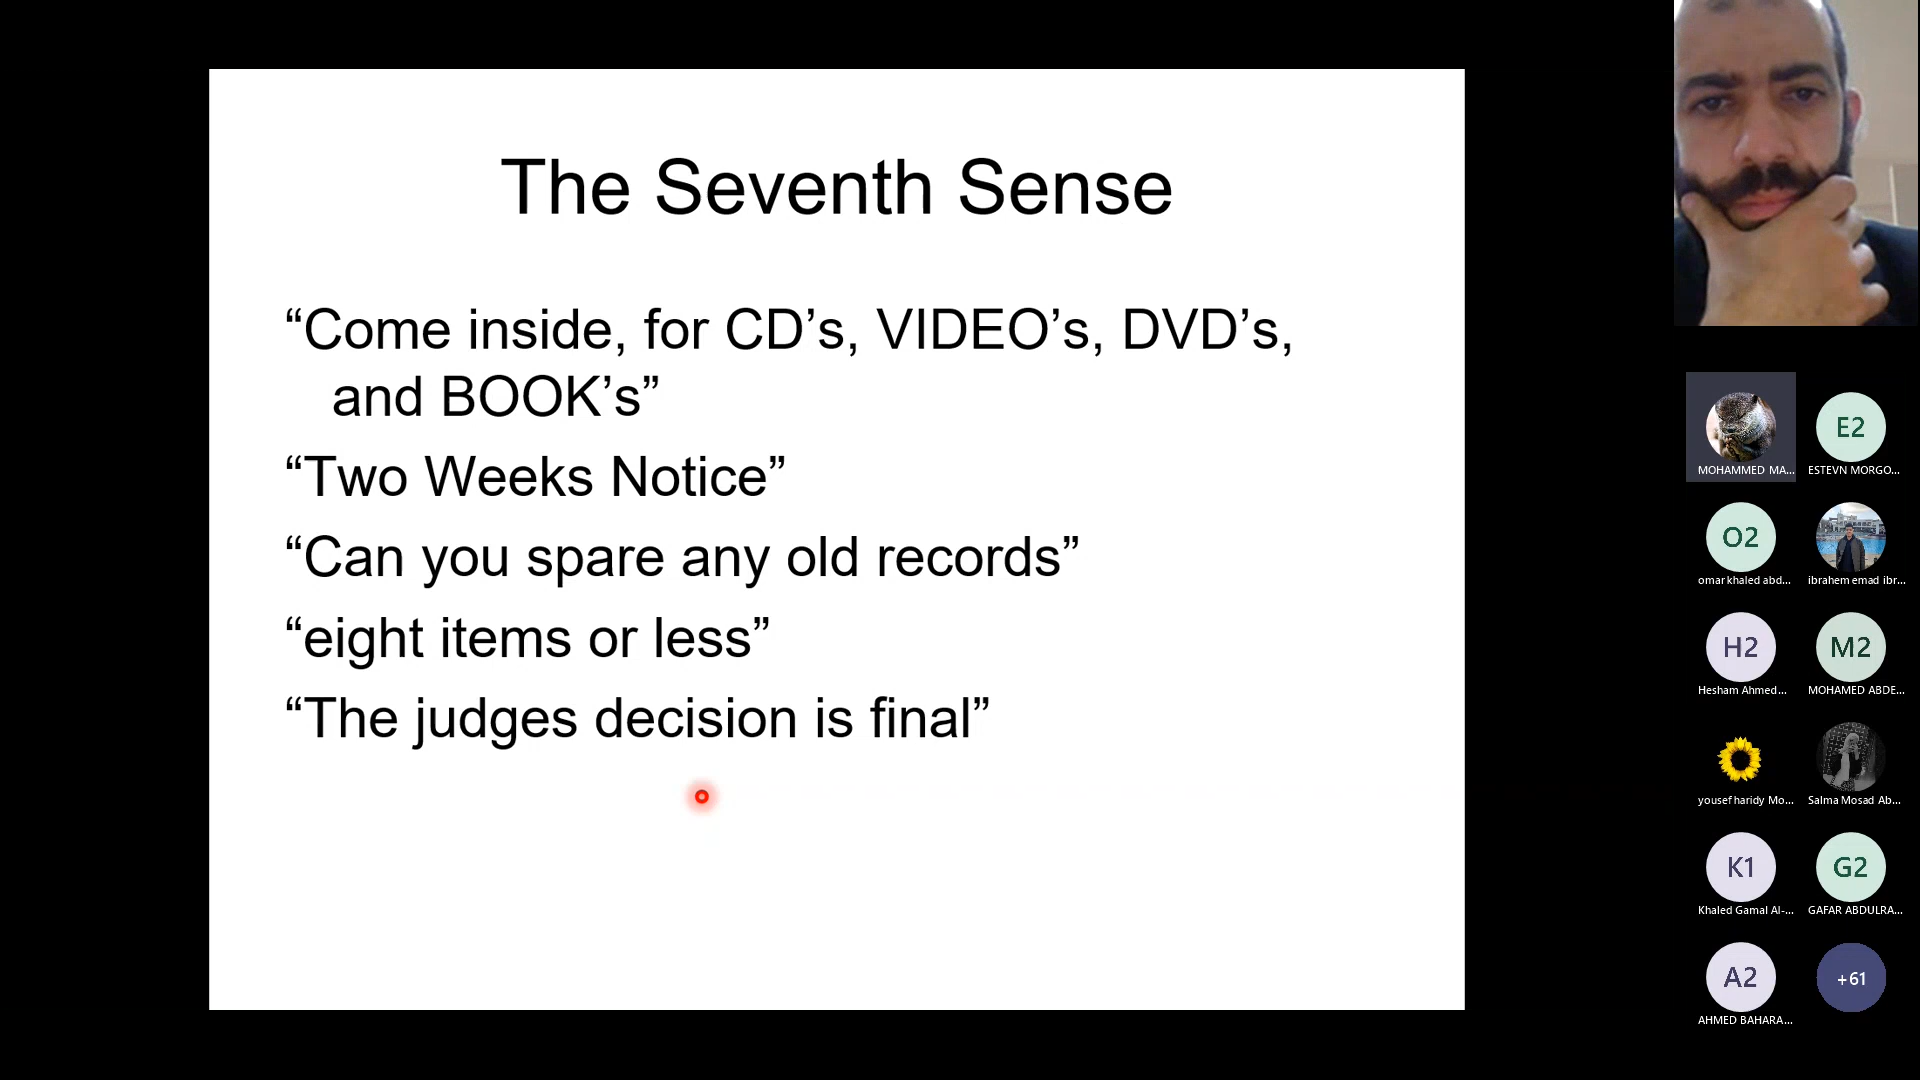 The Seventh Sense
“Come inside, for CD’s, VIDEO’s, DVD’s,
and BOOK’s”
“Two Weeks Notice”
“Can you spare any old records”
“eight items or less”
“The judges decision is final”
MOHAMMED MA...
E2
ESTEVN MORGO...
O2
omar khaled abd...
ibrahem emad ibr...
H2
Hesham Ahmed...
M2
MOHAMED ABDE...
yousef haridy Mo...
Salma Mosad Ab...
K1
Khaled Gamal Al-...
G2
GAFAR ABDULRA...
A2
AHMED BAHARA...
+61